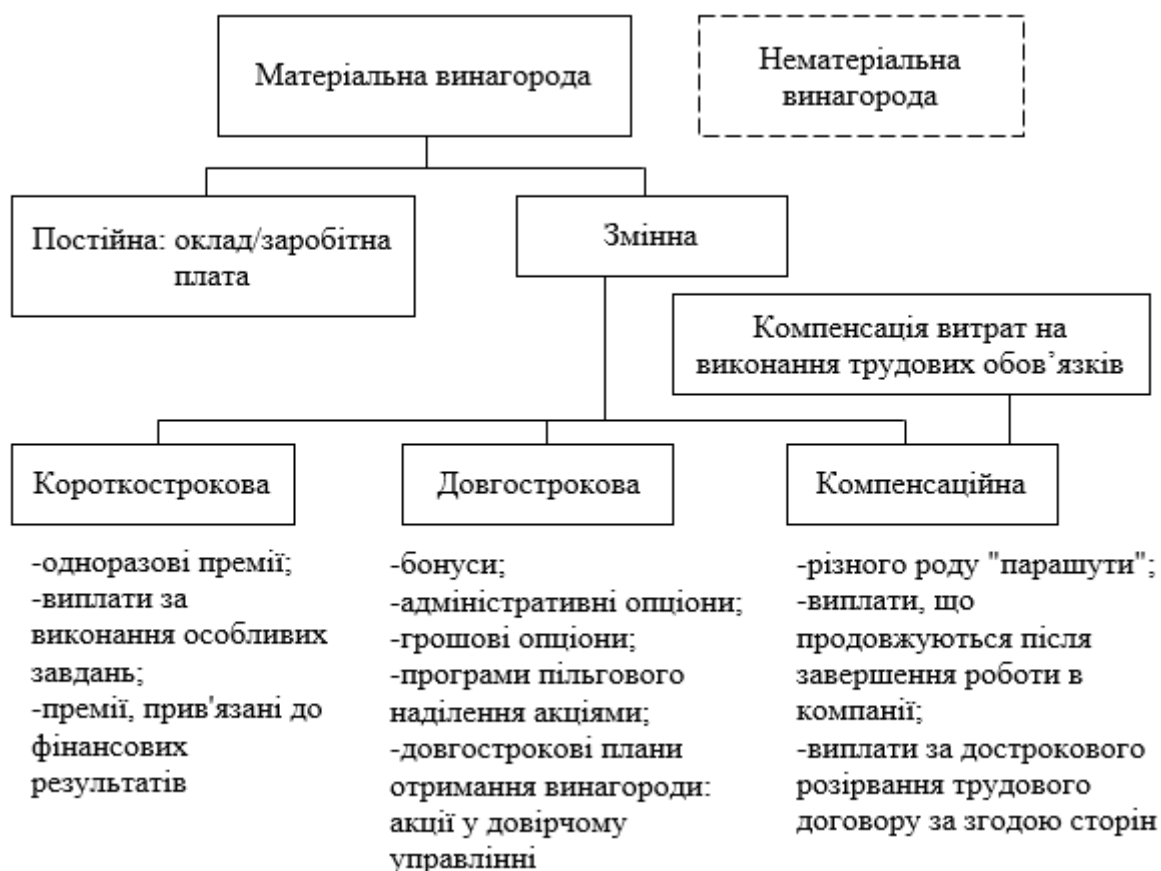 Матеріальна винагорода
Нематеріальна
винагорода
Постійна: оклад/заробітна
плата
Змінна
Компенсація витрат на
виконання трудових обов’язків
Короткострокова
Довгострокова
Компенсаційна
-одноразові премії;
-виплати за
виконання особливих
завдань;
-премії, прив'язані до
фінансових
результатів
-бонуси;
-адміністративні опціони;
-грошові опціони;
-програми пільгового
наділення акціями;
-довгострокові плани
отримання винагороди:
акції у довірчому
управлінні
-різного роду "парашути";
-виплати, що
продовжуються після
завершення роботи в
компанії;
-виплати за дострокового
розірвання трудового
договору за згодою сторін